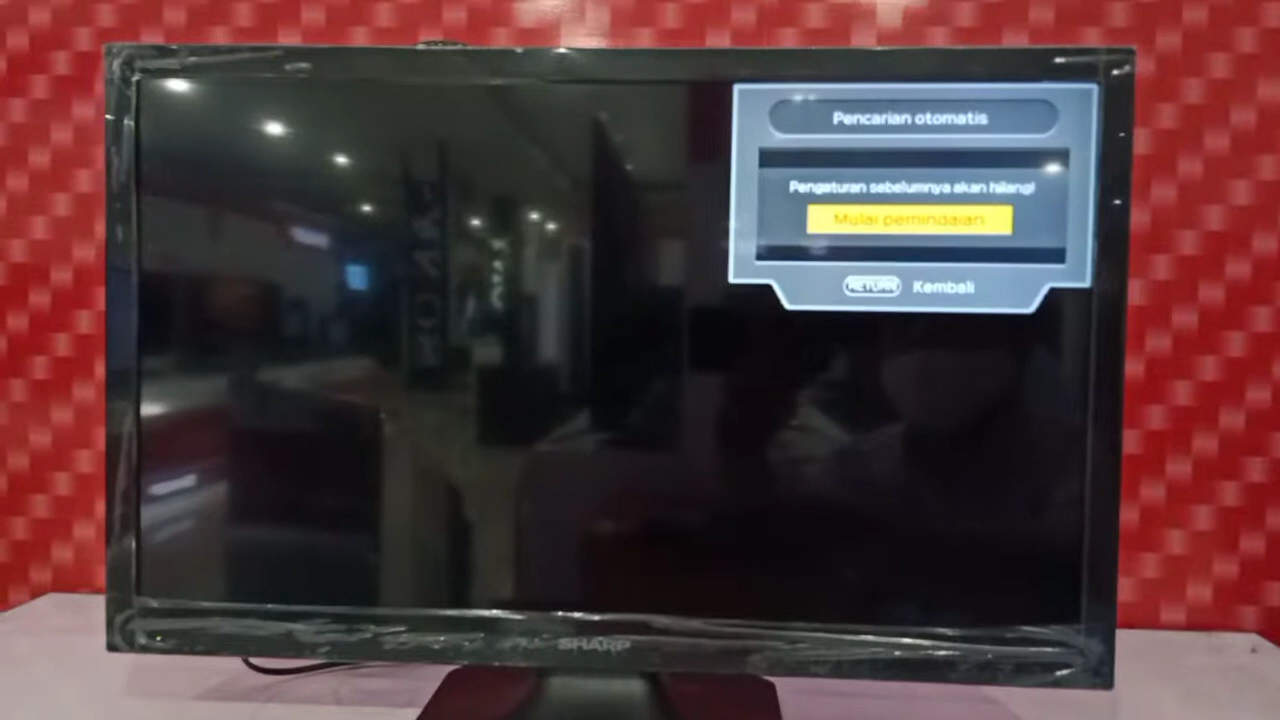 Pencarian otomatis
Pengaturan sebelumnya akan hilang!
Mulai pemindaian
RETURN Kembali
SHARP